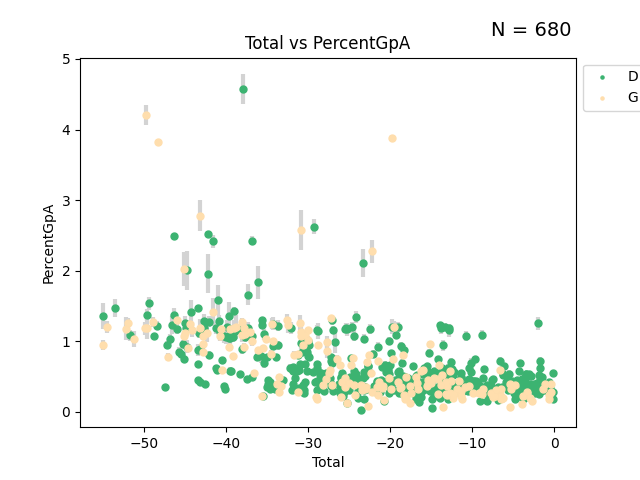 N = 680
Total vs PercentGpA
D
G
PercentGpA
5
4
3
2
1
0
−50
−40
−30
−20
−10
0
Total